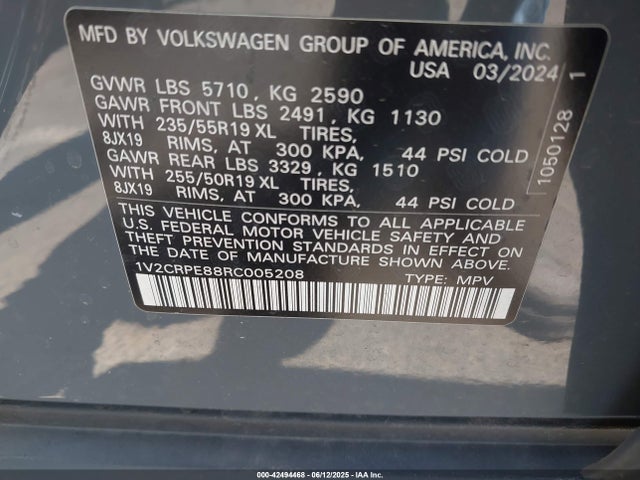 MFD BY VOLKSWAGEN GROUP OF AMERICA, INC.
USA 03/2024
GVWR LBS 5710, KG 2590
GAWR FRONT LBS 2491, KG 1130
WITH 235/55R19 XL TIRES,
8JX19 RIMS, AT 300 KPA, 44 PSI COLD
GAWR REAR LBS 3329, KG 1510
WITH 255/50R19 XL TIRES,
8JX19 RIMS, AT 300 KPA, 44 PSI COLD
THIS VEHICLE CONFORMS TO ALL APPLICABLE
U.S. FEDERAL MOTOR VEHICLE SAFETY AND
THEFT PREVENTION STANDARDS IN EFFECT ON
THE DATE OF MANUFACTURE SHOWN ABOVE.
1V2CRPE88RC005208 TYPE: MPV
1050128 1
000-42494468 - 06/12/2025 - IAA Inc.